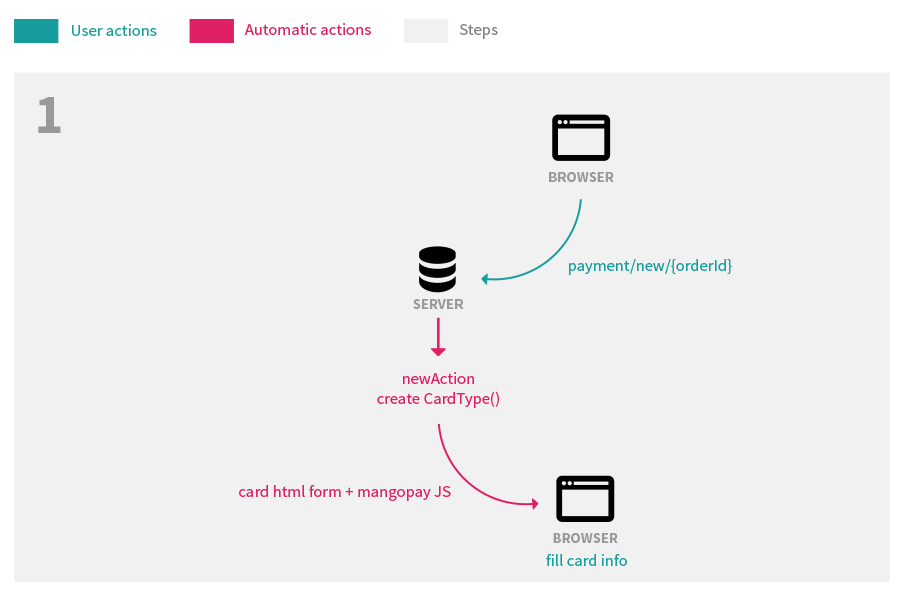 User actions
Automatic actions
Steps
1
BROWSER
payment/new/{orderId}
SERVER
newAction
create CardType()
card html form + mangopay JS
BROWSER
fill card info